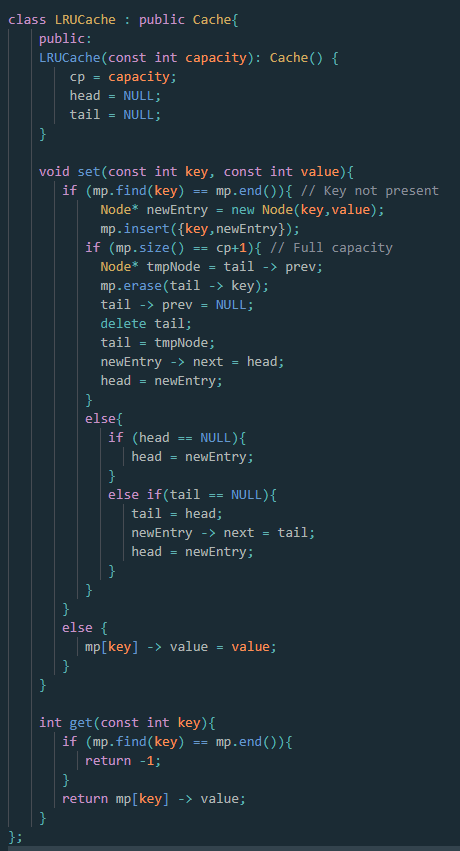 class LRUCache : public Cache{
public:
LRUCache(const int capacity): Cache() {
cp = capacity;
head = NULL;
tail = NULL;
}
void set(const int key, const int value){
if (mp.find(key) == mp.end()){ // Key not present
Node* newEntry = new Node(key,value);
mp.insert({key,newEntry});
if (mp.size() == cp+1){ // Full capacity
Node* tmpNode = tail -> prev;
mp.erase(tail -> key);
tail -> prev = NULL;
delete tail;
tail = tmpNode;
newEntry -> next = head;
head = newEntry;
}
else{
if (head == NULL){
head = newEntry;
}
else if(tail == NULL){
tail = head;
newEntry -> next = tail;
head = newEntry;
}
}
}
else {
mp[key] -> value = value;
}
}
int get(const int key){
if (mp.find(key) == mp.end()){
return -1;
}
return mp[key] -> value;
}
};